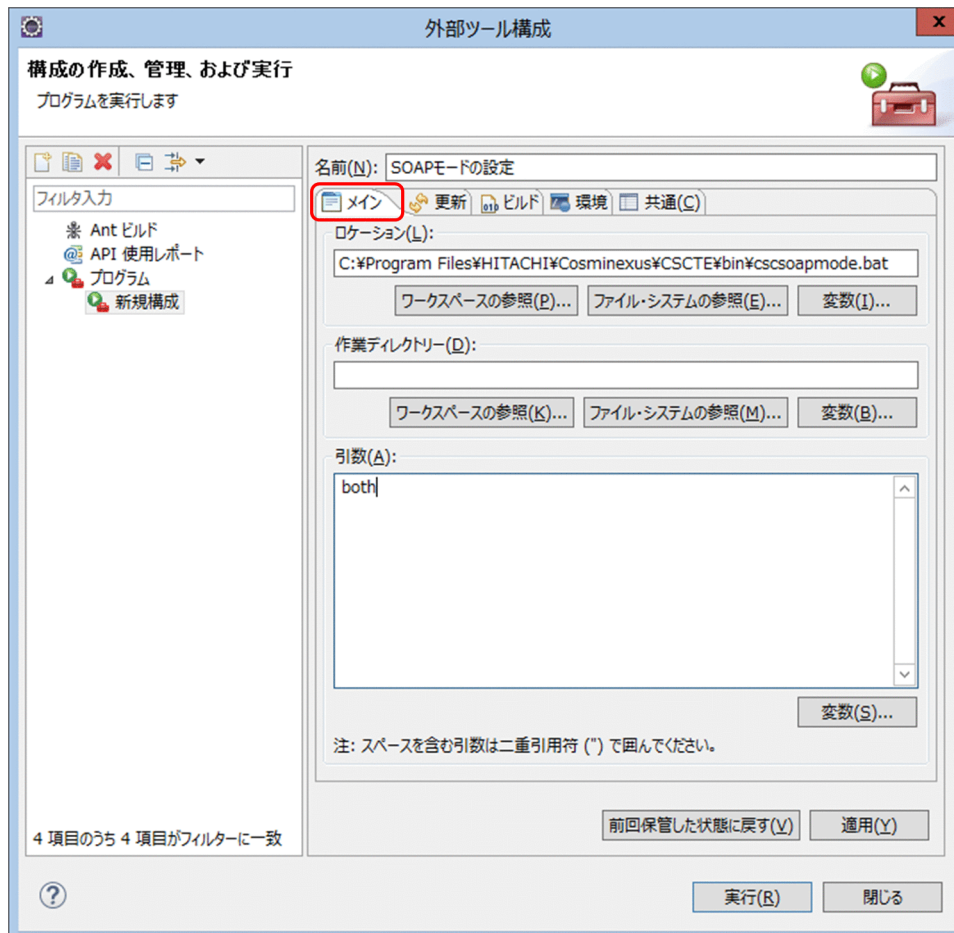 外部ツール構成
x
構成の作成、管理、および実行
プログラムを実行します
フィルタ入力
Ant ビルド
API 使用レポート
プログラム
新規構成
4 項目のうち 4 項目がフィルターに一致
名前(N): SOAPモードの設定
メイン 更新 ビルド 環境 共通(C)
ロケーション(L):
C:¥Program Files¥HITACHI¥Cosminexus¥CSCTE¥bin¥cscsoapmode.bat
ワークスペースの参照(P)... ファイル・システムの参照(E)... 変数(I)...
作業ディレクトリー(D):
ワークスペースの参照(K)... ファイル・システムの参照(M)... 変数(B)...
引数(A):
both
変数(S)...
注: スペースを含む引数は二重引用符 (") で囲んでください。
前回保管した状態に戻す(V) 適用(Y)
? 実行(R) 閉じる